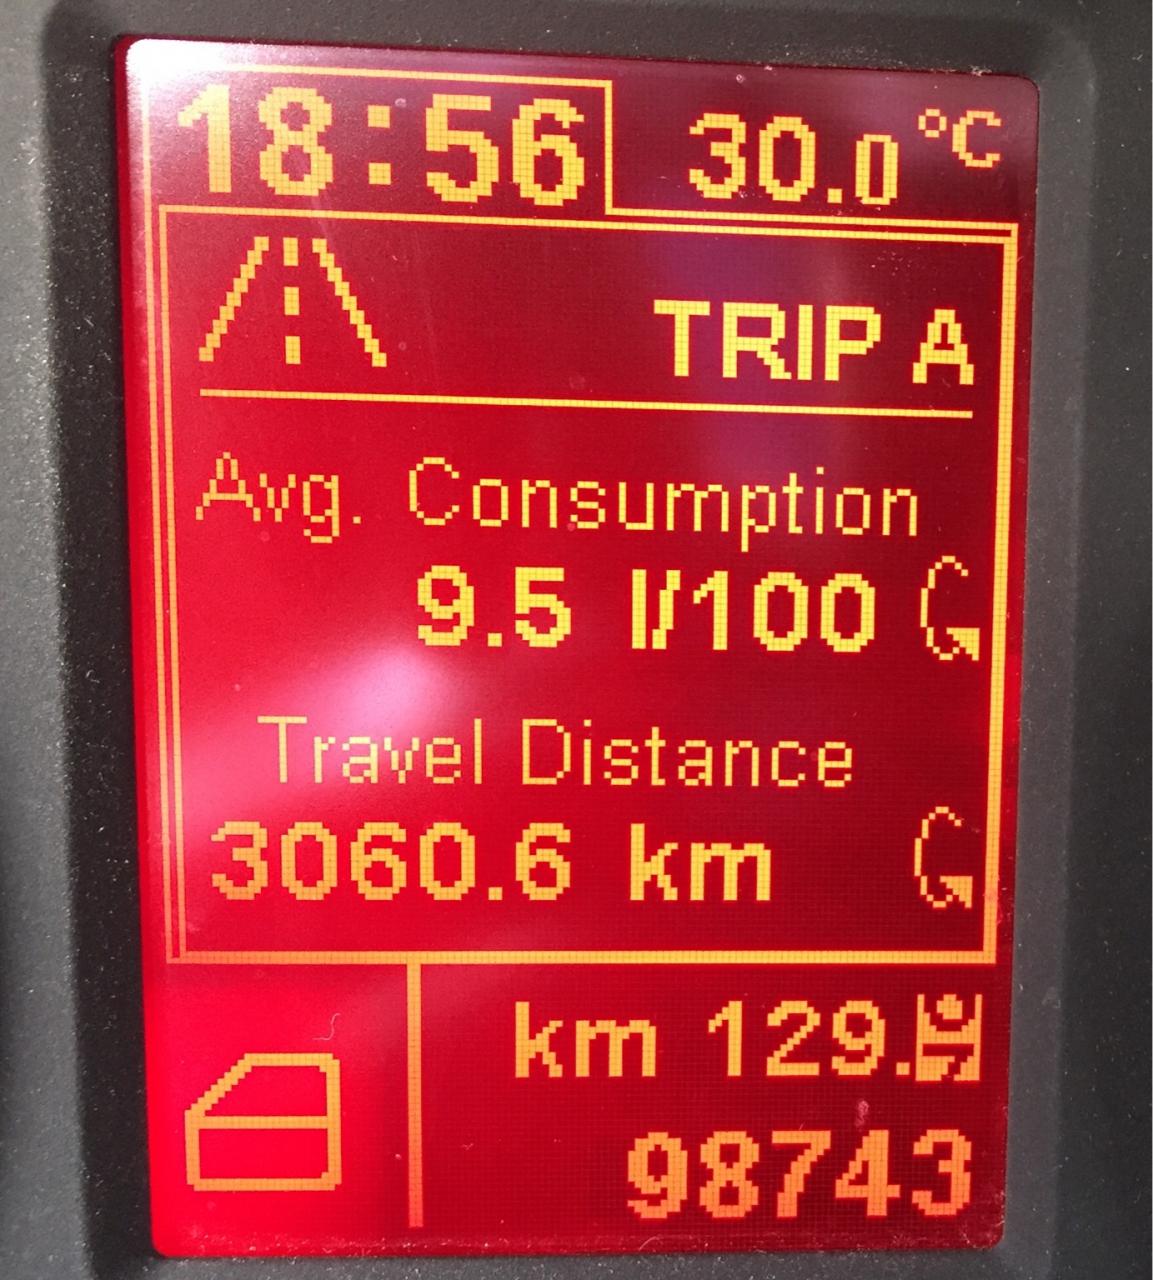 18:56 30.0 °C
TRIP A
Avg. Consumption
9.5 l/100
Travel Distance
3060.6 km
km 129.
98743